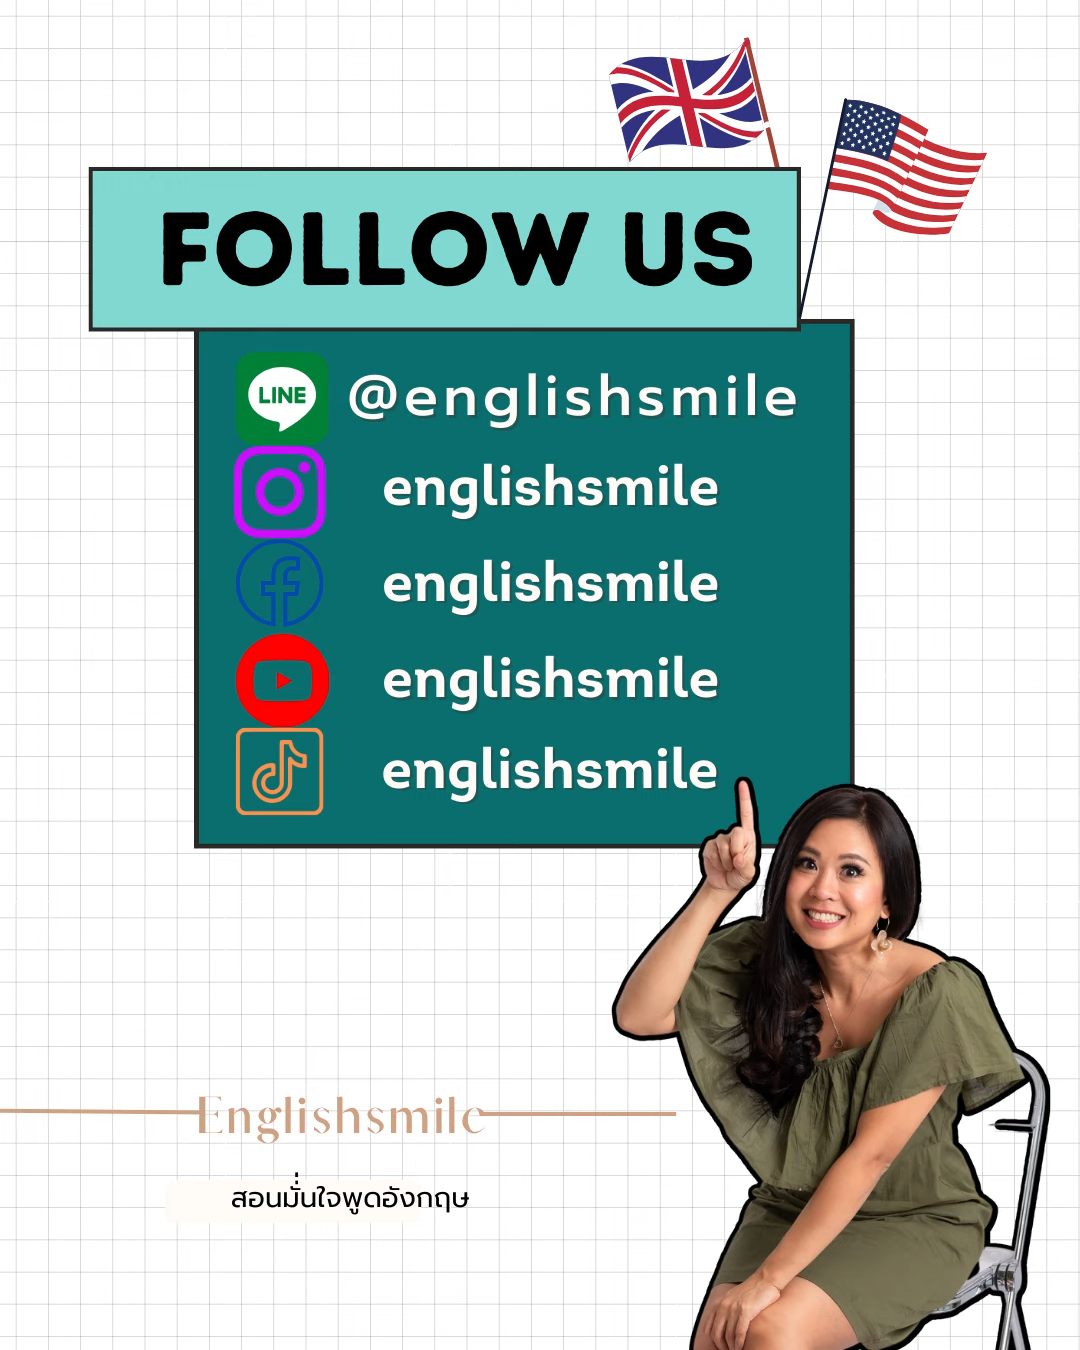 FOLLOW US
LINE
@englishsmile
englishsmile
englishsmile
englishsmile
englishsmile
Englishsmile
สอนมั่นใจพูดอังกฤษ